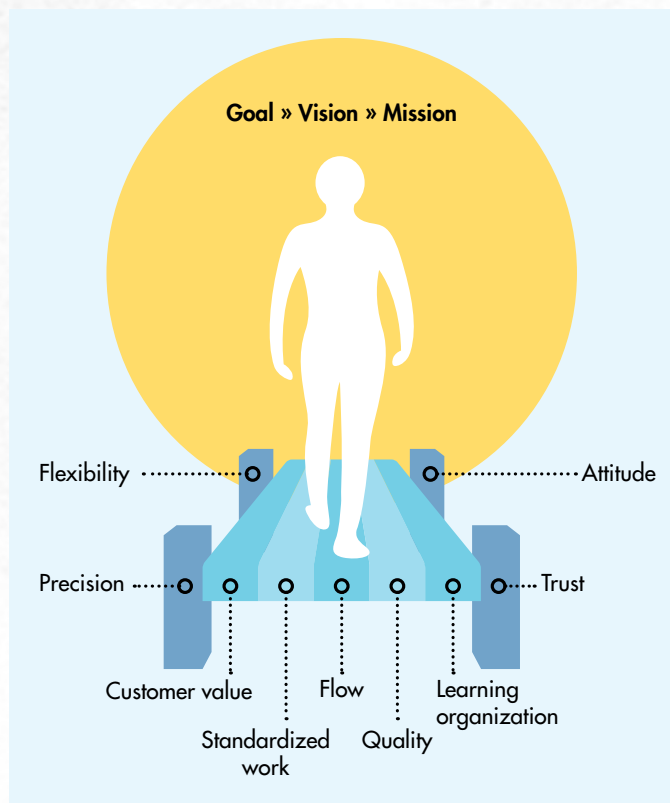 Goal » Vision » Mission
Flexibility
Attitude
Precision
Trust
Customer value
Flow
Learning
organization
Standardized
work
Quality